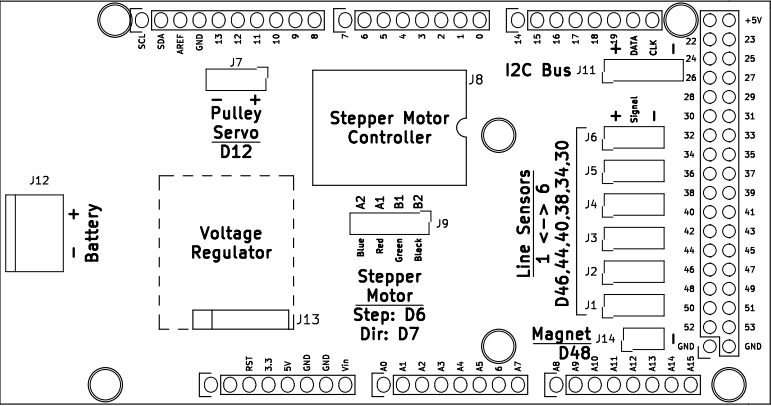 SCL SDA AREF GND 13 12 11 10 9 8
7 6 5 4 3 2 1 0
14 15 16 17 18 19
+ DATA CLK −
I2C Bus J11
+5V
22 23
24 25
26 27
28 29
30 31
32 33
34 35
36 37
38 39
40 41
42 43
44 45
46 47
48 49
50 51
52 53
GND GND
J7
− +
Pulley
Servo
D12
J8
Stepper Motor
Controller
+ Signal −
J6
J5
J4
J3
J2
J1
Line Sensors
1 <-> 6
D46,44,40,38,34,30
J12
+
−
Battery
Voltage
Regulator
J13
A2 A1 B1 B2
J9
Blue Red Green Black
Stepper
Motor
Step: D6
Dir: D7
Magnet J14 −
D48
RST 3.3 5V GND GND Vin
A0 A1 A2 A3 A4 A5 6 A7
A8 A9 A10 A11 A12 A13 A14 A15